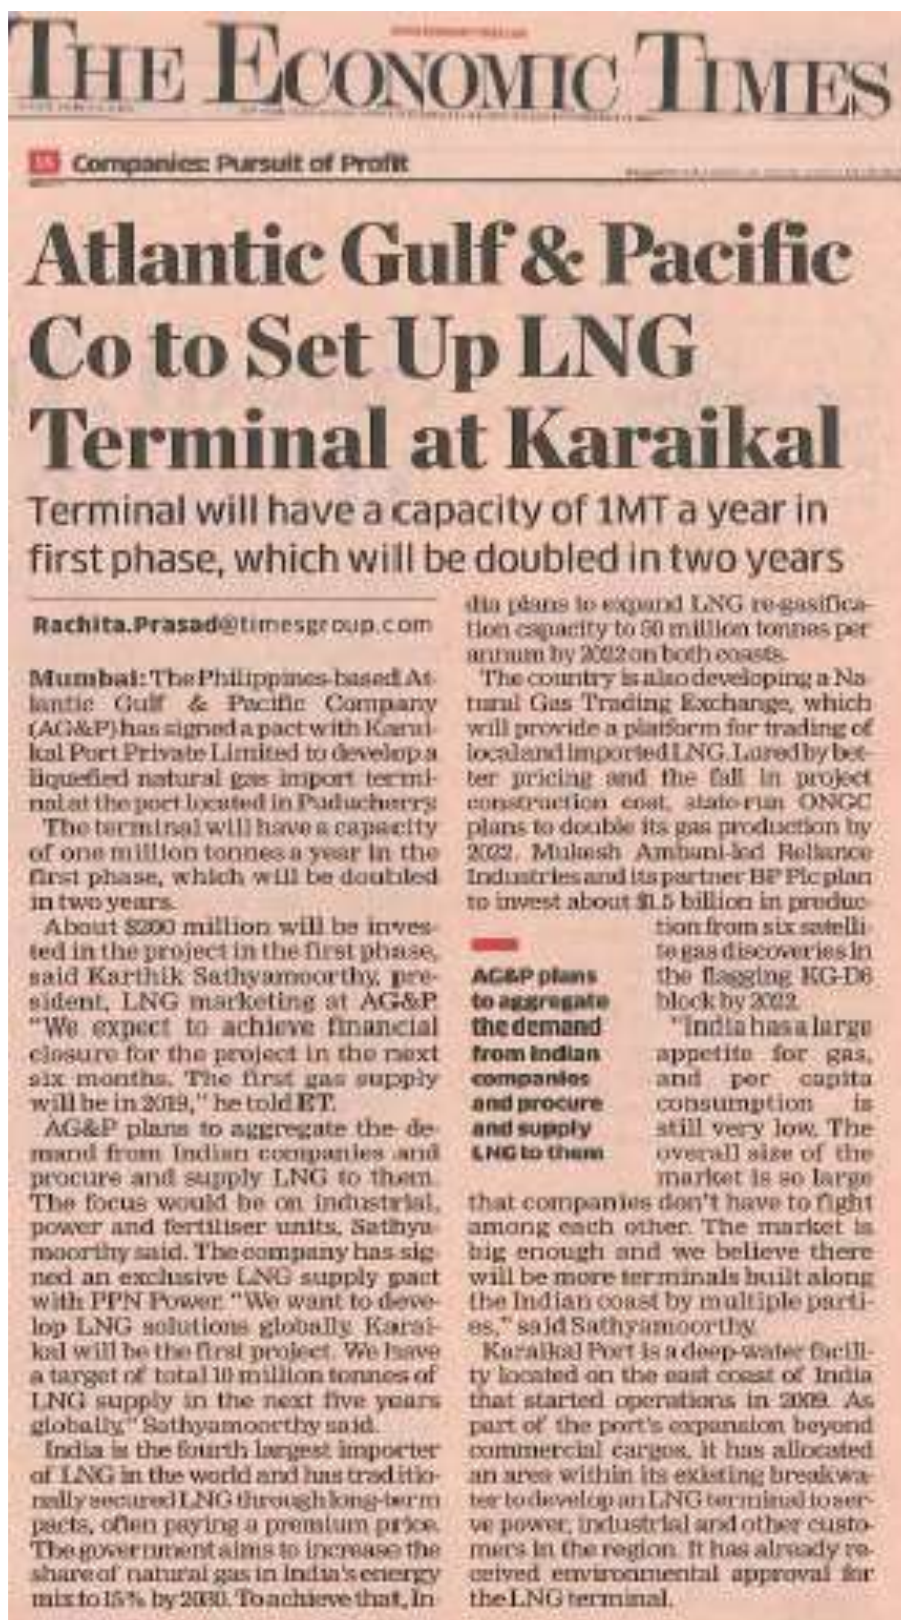 THE ECONOMIC TIMES
15 Companies: Pursuit of Profit
Atlantic Gulf & Pacific
Co to Set Up LNG
Terminal at Karaikal
Terminal will have a capacity of 1MT a year in
first phase, which will be doubled in two years
Rachita.Prasad@timesgroup.com
Mumbai: The Philippines-based At-
lantic Gulf & Pacific Company
(AG&P) has signed a pact with Karai-
kal Port Private Limited to develop a
liquefied natural gas import termi-
nal at the port located in Puducherry.
The terminal will have a capacity
of one million tonnes a year in the
first phase, which will be doubled
in two years.
About $200 million will be inves-
ted in the project in the first phase,
said Karthik Sathyamoorthy, pre-
sident, LNG marketing at AG&P.
"We expect to achieve financial
closure for the project in the next
six months. The first gas supply
will be in 2019," he told ET.
AG&P plans to aggregate the de-
mand from Indian companies and
procure and supply LNG to them.
The focus would be on industrial,
power and fertiliser units, Sathya-
moorthy said. The company has sig-
ned an exclusive LNG supply pact
with PPN Power. "We want to deve-
lop LNG solutions globally. Karai-
kal will be the first project. We have
a target of total 10 million tonnes of
LNG supply in the next five years
globally," Sathyamoorthy said.
India is the fourth largest importer
of LNG in the world and has traditio-
nally secured LNG through long-term
pacts, often paying a premium price.
The government aims to increase the
share of natural gas in India's energy
mix to 15% by 2030. To achieve that, In-
dia plans to expand LNG re-gasifica-
tion capacity to 50 million tonnes per
annum by 2022 on both coasts.
The country is also developing a Na-
tural Gas Trading Exchange, which
will provide a platform for trading of
local and imported LNG. Lured by bet-
ter pricing and the fall in project
construction cost, state-run ONGC
plans to double its gas production by
2022. Mukesh Ambani-led Reliance
Industries and its partner BP Plc plan
to invest about $1.5 billion in produc-
tion from six satelli-
te gas discoveries in
the flagging KG-D6
block by 2022.
"India has a large
appetite for gas,
and per capita
consumption is
still very low. The
overall size of the
market is so large
that companies don't have to fight
among each other. The market is
big enough and we believe there
will be more terminals built along
the Indian coast by multiple parti-
es," said Sathyamoorthy.
Karaikal Port is a deep-water facili-
ty located on the east coast of India
that started operations in 2009. As
part of the port's expansion beyond
commercial cargos, it has allocated
an area within its existing breakwa-
ter to develop an LNG terminal to ser-
ve power, industrial and other custo-
mers in the region. It has already re-
ceived environmental approval for
the LNG terminal.
AG&P plans
to aggregate
the demand
from Indian
companies
and procure
and supply
LNG to them